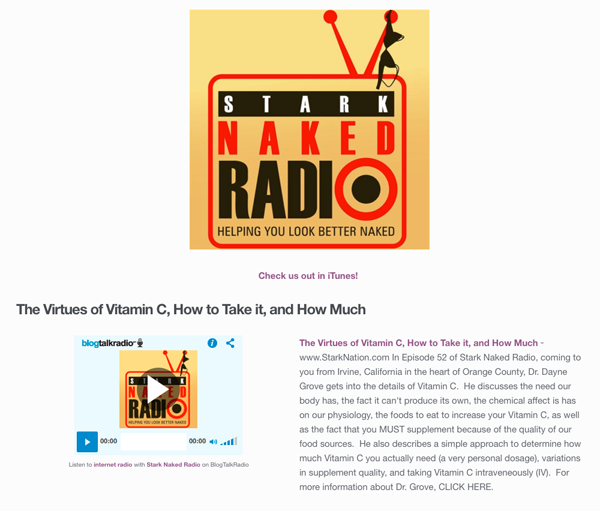 STARK
NAKED
RADIO
HELPING YOU LOOK BETTER NAKED
Check us out in iTunes!
The Virtues of Vitamin C, How to Take it, and How Much
blogtalkradio
STARK
NAKED
RADIO
HELPING YOU LOOK BETTER NAKED
00:00 00:00
Listen to internet radio with Stark Naked Radio on BlogTalkRadio
The Virtues of Vitamin C, How to Take it, and How Much -
www.StarkNation.com In Episode 52 of Stark Naked Radio, coming to
you from Irvine, California in the heart of Orange County, Dr. Dayne
Grove gets into the details of Vitamin C. He discusses the need our
body has, the fact it can't produce its own, the chemical affect is has
on our physiology, the foods to eat to increase your Vitamin C, as well
as the fact that you MUST supplement because of the quality of our
food sources. He also describes a simple approach to determine how
much Vitamin C you actually need (a very personal dosage), variations
in supplement quality, and taking Vitamin C intraveneously (IV). For
more information about Dr. Grove, CLICK HERE.